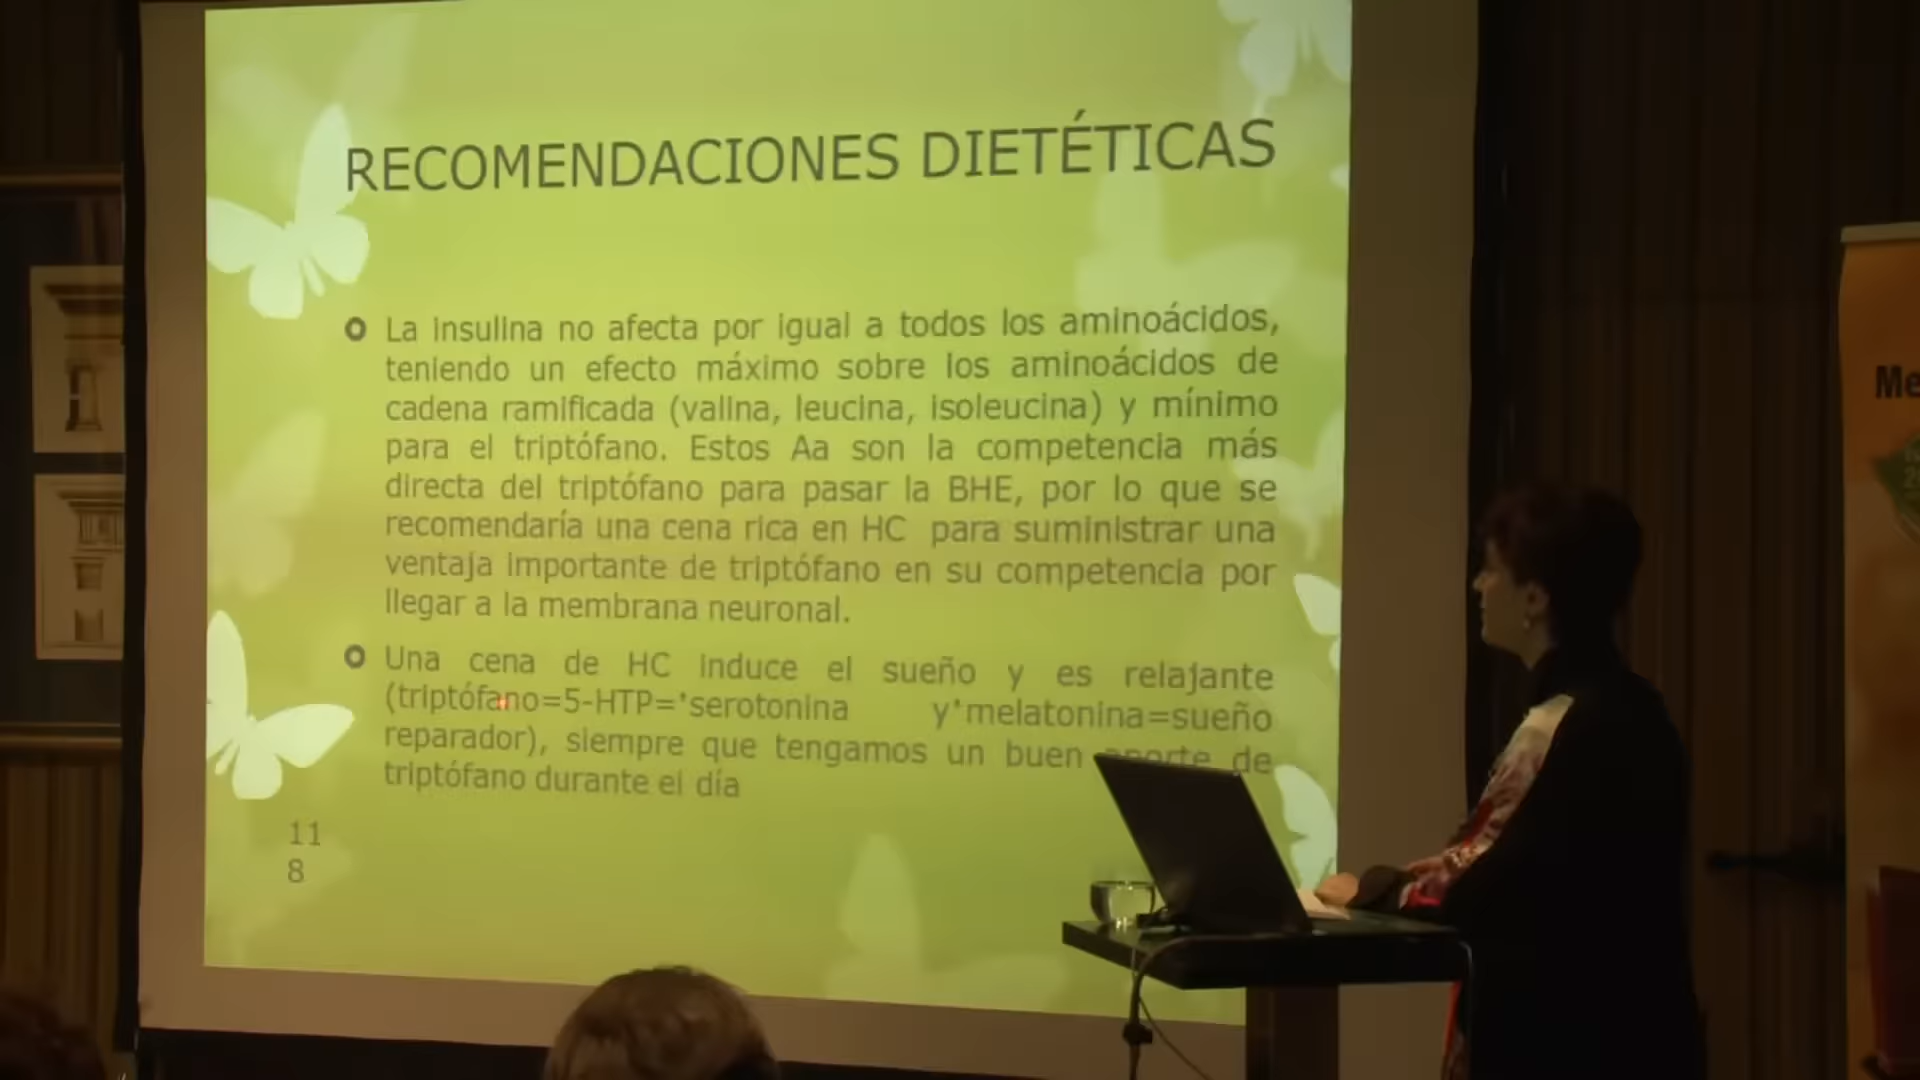 RECOMENDACIONES DIETÉTICAS
La insulina no afecta por igual a todos los aminoácidos,
teniendo un efecto máximo sobre los aminoácidos de
cadena ramificada (valina, leucina, isoleucina) y mínimo
para el triptófano. Estos Aa son la competencia más
directa del triptófano para pasar la BHE, por lo que se
recomendaría una cena rica en HC para suministrar una
ventaja importante de triptófano en su competencia por
llegar a la membrana neuronal.
Una cena de HC induce el sueño y es relajante
(triptófano=5-HTP=*serotonina y*melatonina=sueño
reparador), siempre que tengamos un buen aporte de
triptófano durante el día
11
8
Me